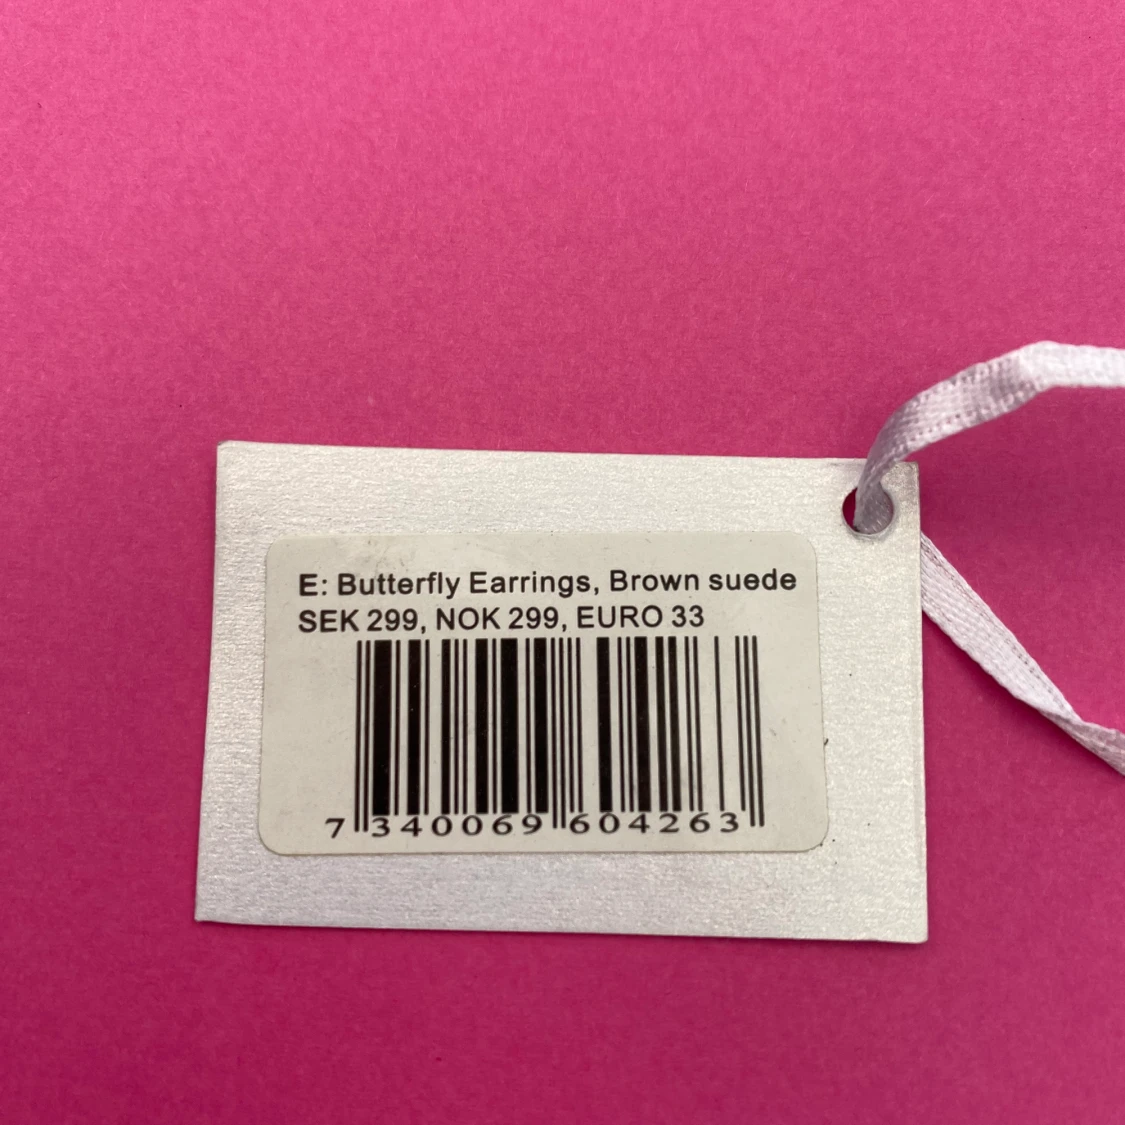 E: Butterfly Earrings, Brown suede
SEK 299, NOK 299, EURO 33
7 340069 604263